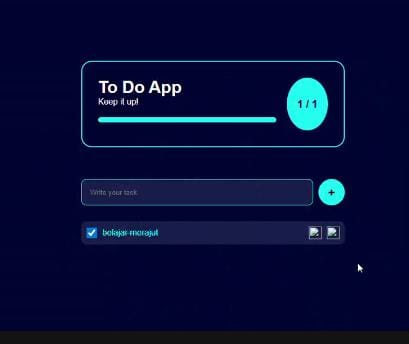 To Do App
Keep it up!
1 / 1
Write your task
+
belajar merajut